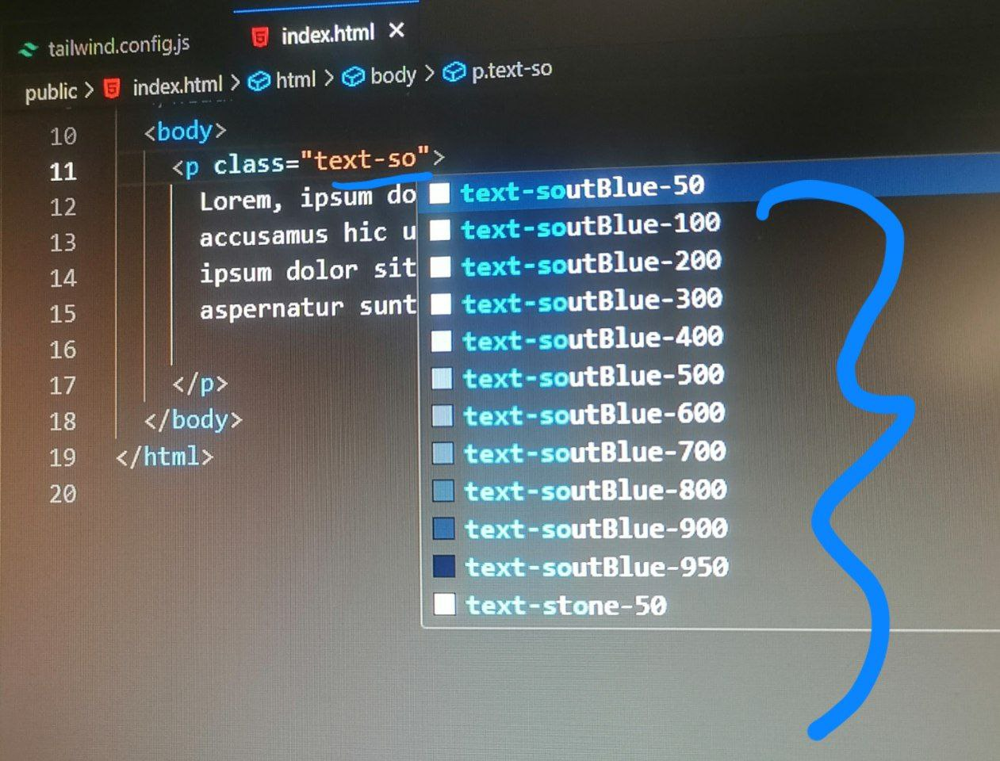 tailwind.config.js index.html ×
public > index.html > html > body > p.text-so
10 <body>
11 <p class="text-so">
12 Lorem, ipsum do
13 accusamus hic u
14 ipsum dolor sit
15 aspernatur sunt
16
17 </p>
18 </body>
19 </html>
20
text-soutBlue-50
text-soutBlue-100
text-soutBlue-200
text-soutBlue-300
text-soutBlue-400
text-soutBlue-500
text-soutBlue-600
text-soutBlue-700
text-soutBlue-800
text-soutBlue-900
text-soutBlue-950
text-stone-50